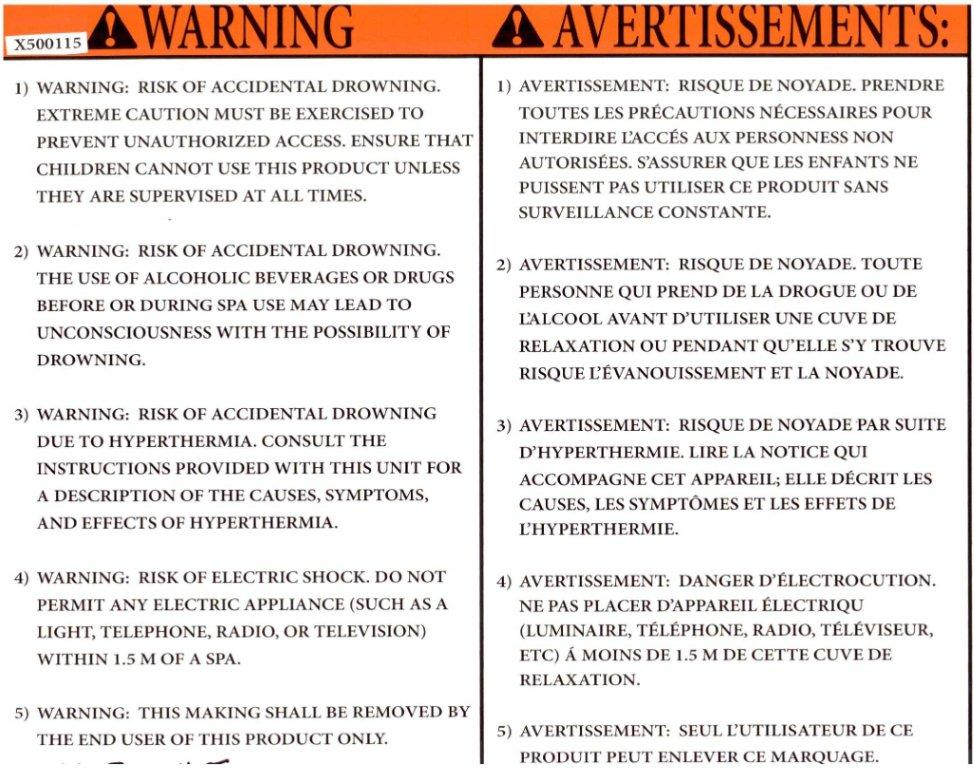 X500115 WARNING
1) WARNING: RISK OF ACCIDENTAL DROWNING.
EXTREME CAUTION MUST BE EXERCISED TO
PREVENT UNAUTHORIZED ACCESS. ENSURE THAT
CHILDREN CANNOT USE THIS PRODUCT UNLESS
THEY ARE SUPERVISED AT ALL TIMES.
2) WARNING: RISK OF ACCIDENTAL DROWNING.
THE USE OF ALCOHOLIC BEVERAGES OR DRUGS
BEFORE OR DURING SPA USE MAY LEAD TO
UNCONSCIOUSNESS WITH THE POSSIBILITY OF
DROWNING.
3) WARNING: RISK OF ACCIDENTAL DROWNING
DUE TO HYPERTHERMIA. CONSULT THE
INSTRUCTIONS PROVIDED WITH THIS UNIT FOR
A DESCRIPTION OF THE CAUSES, SYMPTOMS,
AND EFFECTS OF HYPERTHERMIA.
4) WARNING: RISK OF ELECTRIC SHOCK. DO NOT
PERMIT ANY ELECTRIC APPLIANCE (SUCH AS A
LIGHT, TELEPHONE, RADIO, OR TELEVISION)
WITHIN 1.5 M OF A SPA.
5) WARNING: THIS MAKING SHALL BE REMOVED BY
THE END USER OF THIS PRODUCT ONLY.
AVERTISSEMENTS:
1) AVERTISSEMENT: RISQUE DE NOYADE. PRENDRE
TOUTES LES PRÉCAUTIONS NÉCESSAIRES POUR
INTERDIRE L'ACCÉS AUX PERSONNESS NON
AUTORISÉES. S'ASSURER QUE LES ENFANTS NE
PUISSENT PAS UTILISER CE PRODUIT SANS
SURVEILLANCE CONSTANTE.
2) AVERTISSEMENT: RISQUE DE NOYADE. TOUTE
PERSONNE QUI PREND DE LA DROGUE OU DE
L'ALCOOL AVANT D'UTILISER UNE CUVE DE
RELAXATION OU PENDANT QU'ELLE S'Y TROUVE
RISQUE L'ÉVANOUISSEMENT ET LA NOYADE.
3) AVERTISSEMENT: RISQUE DE NOYADE PAR SUITE
D'HYPERTHERMIE. LIRE LA NOTICE QUI
ACCOMPAGNE CET APPAREIL; ELLE DÉCRIT LES
CAUSES, LES SYMPTÔMES ET LES EFFETS DE
L'HYPERTHERMIE.
4) AVERTISSEMENT: DANGER D'ÉLECTROCUTION.
NE PAS PLACER D'APPAREIL ÉLECTRIQU
(LUMINAIRE, TÉLÉPHONE, RADIO, TÉLÉVISEUR,
ETC) Á MOINS DE 1.5 M DE CETTE CUVE DE
RELAXATION.
5) AVERTISSEMENT: SEUL L'UTILISATEUR DE CE
PRODUIT PEUT ENLEVER CE MARQUAGE.